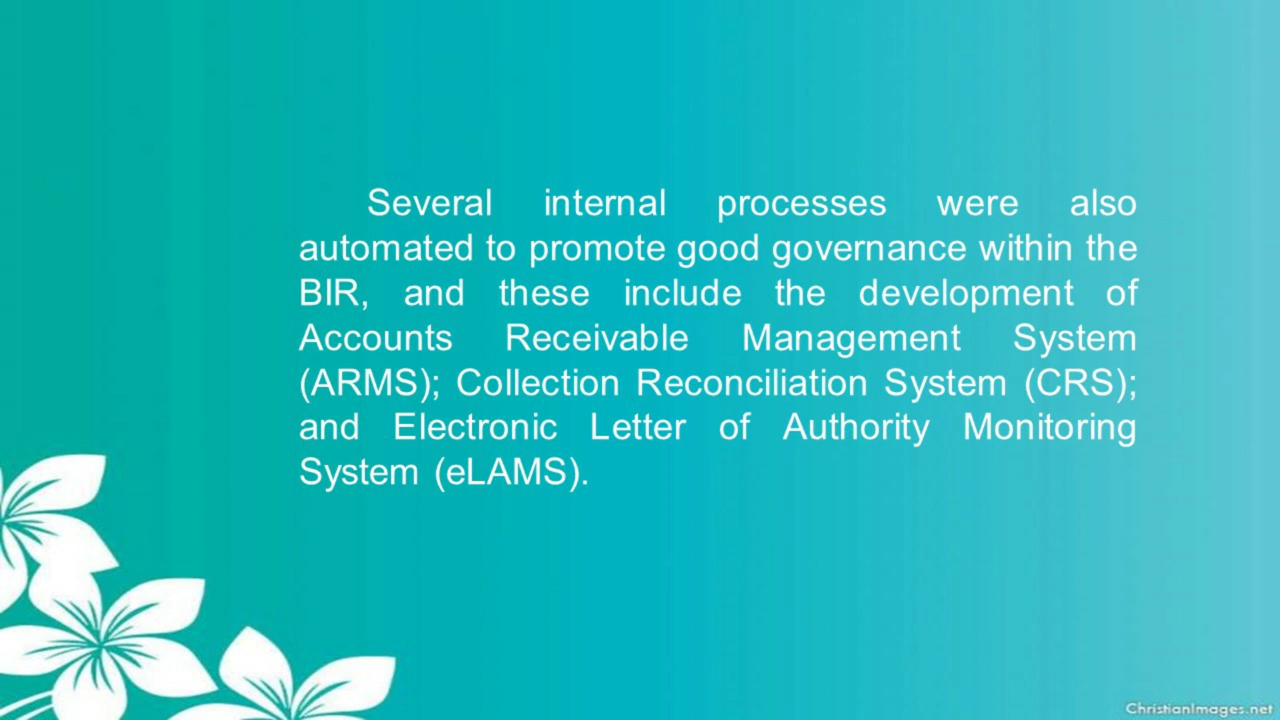 Several internal processes were also
automated to promote good governance within the
BIR, and these include the development of
Accounts Receivable Management System
(ARMS); Collection Reconciliation System (CRS);
and Electronic Letter of Authority Monitoring
System (eLAMS).
ChristianImages.net